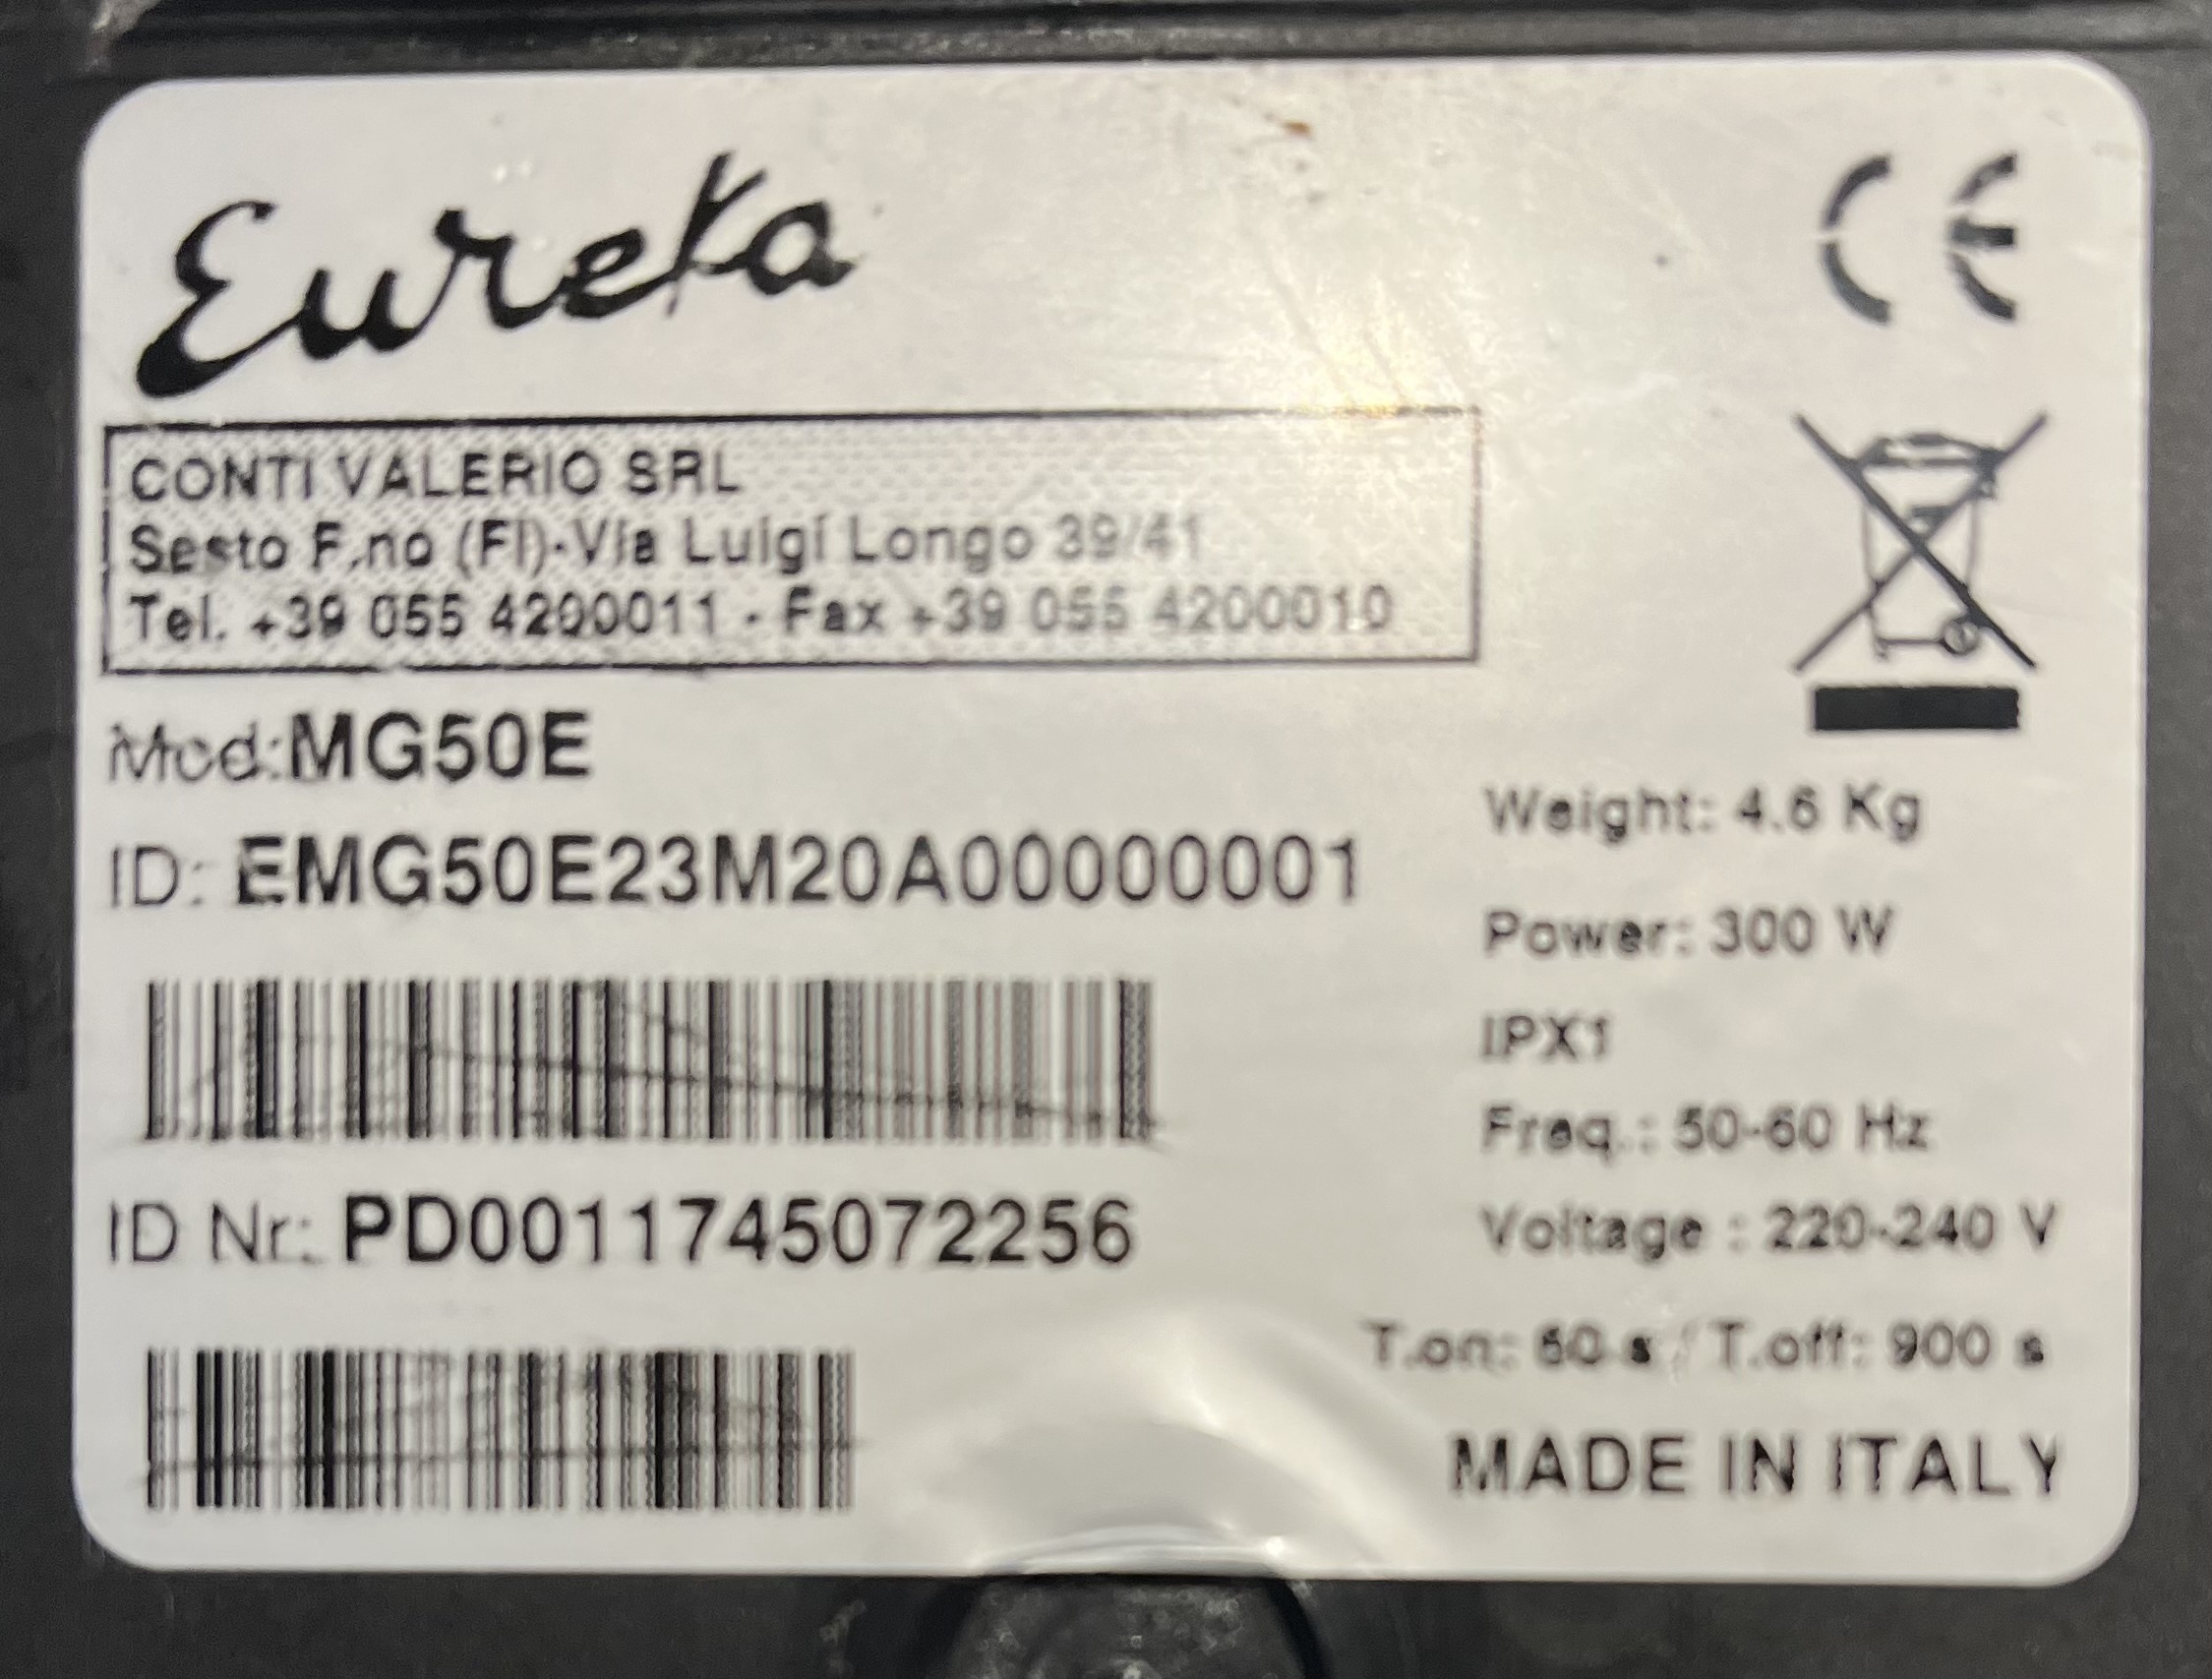 Eureka
CE
CONTI VALERIO SRL
Sesto F.no (FI)-Via Luigi Longo 39/41
Tel. +39 055 4200011 - Fax +39 055 4200010
Mod:MG50E
ID: EMG50E23M20A00000001
ID Nr: PD0011745072256
Weight: 4.6 Kg
Power: 300 W
IPX1
Freq.: 50-60 Hz
Voltage : 220-240 V
T.on: 60 s / T.off: 900 s
MADE IN ITALY